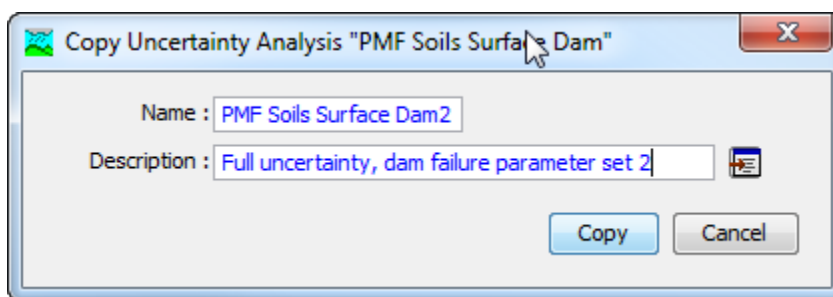 Copy Uncertainty Analysis "PMF Soils Surface Dam"
Name : PMF Soils Surface Dam2
Description : Full uncertainty, dam failure parameter set 2
Copy Cancel